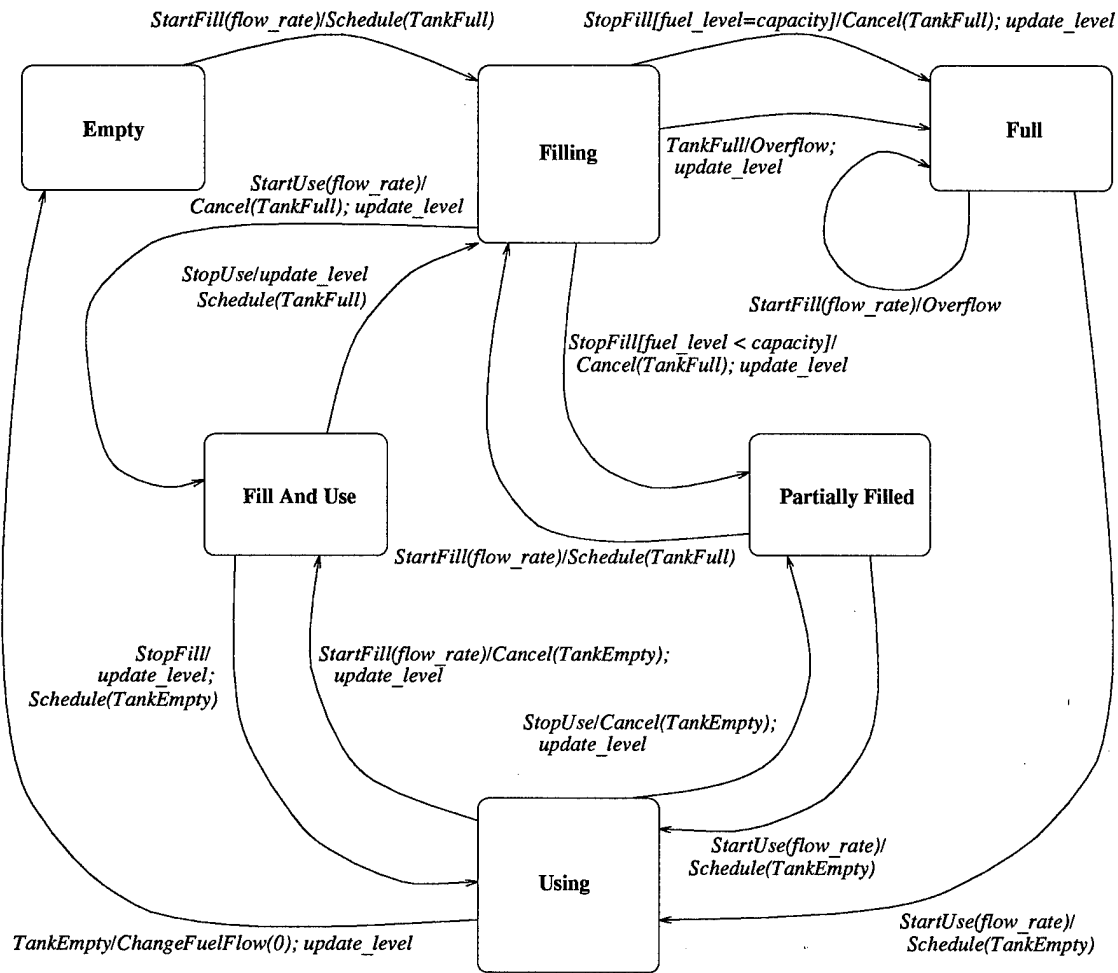 StartFill(flow_rate)/Schedule(TankFull)
StopFill[fuel_level=capacity]/Cancel(TankFull); update_level
Empty
Filling
Full
TankFull/Overflow;
update_level
StartUse(flow_rate)/
Cancel(TankFull); update_level
StopUse/update_level
Schedule(TankFull)
StartFill(flow_rate)/Overflow
StopFill[fuel_level < capacity]/
Cancel(TankFull); update_level
Fill And Use
Partially Filled
StartFill(flow_rate)/Schedule(TankFull)
StopFill/
update_level;
Schedule(TankEmpty)
StartFill(flow_rate)/Cancel(TankEmpty);
update_level
StopUse/Cancel(TankEmpty);
update_level
StartUse(flow_rate)/
Schedule(TankEmpty)
Using
StartUse(flow_rate)/
Schedule(TankEmpty)
TankEmpty/ChangeFuelFlow(0); update_level